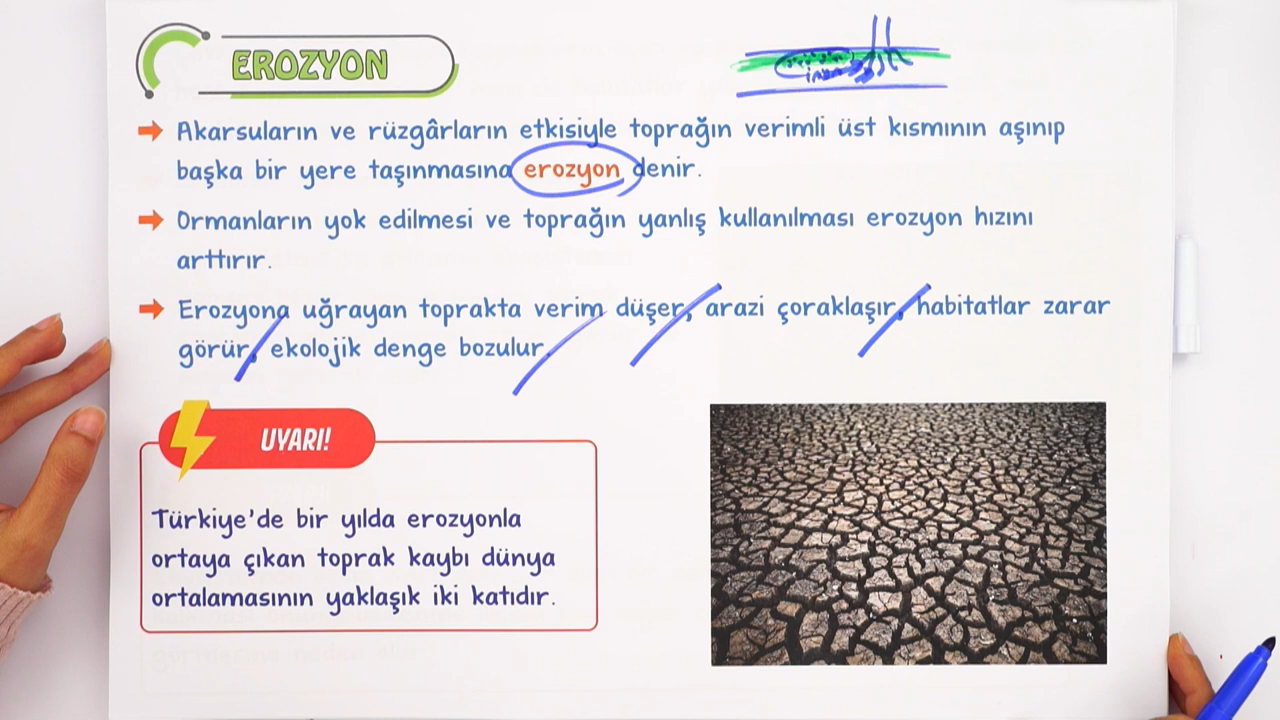 EROZYON
Akarsuların ve rüzgârların etkisiyle toprağın verimli üst kısmının aşınıp
başka bir yere taşınmasına erozyon denir.
Ormanların yok edilmesi ve toprağın yanlış kullanılması erozyon hızını
arttırır.
Erozyona uğrayan toprakta verim düşer, arazi çoraklaşır, habitatlar zarar
görür, ekolojik denge bozulur.
UYARI!
Türkiye'de bir yılda erozyonla
ortaya çıkan toprak kaybı dünya
ortalamasının yaklaşık iki katıdır.